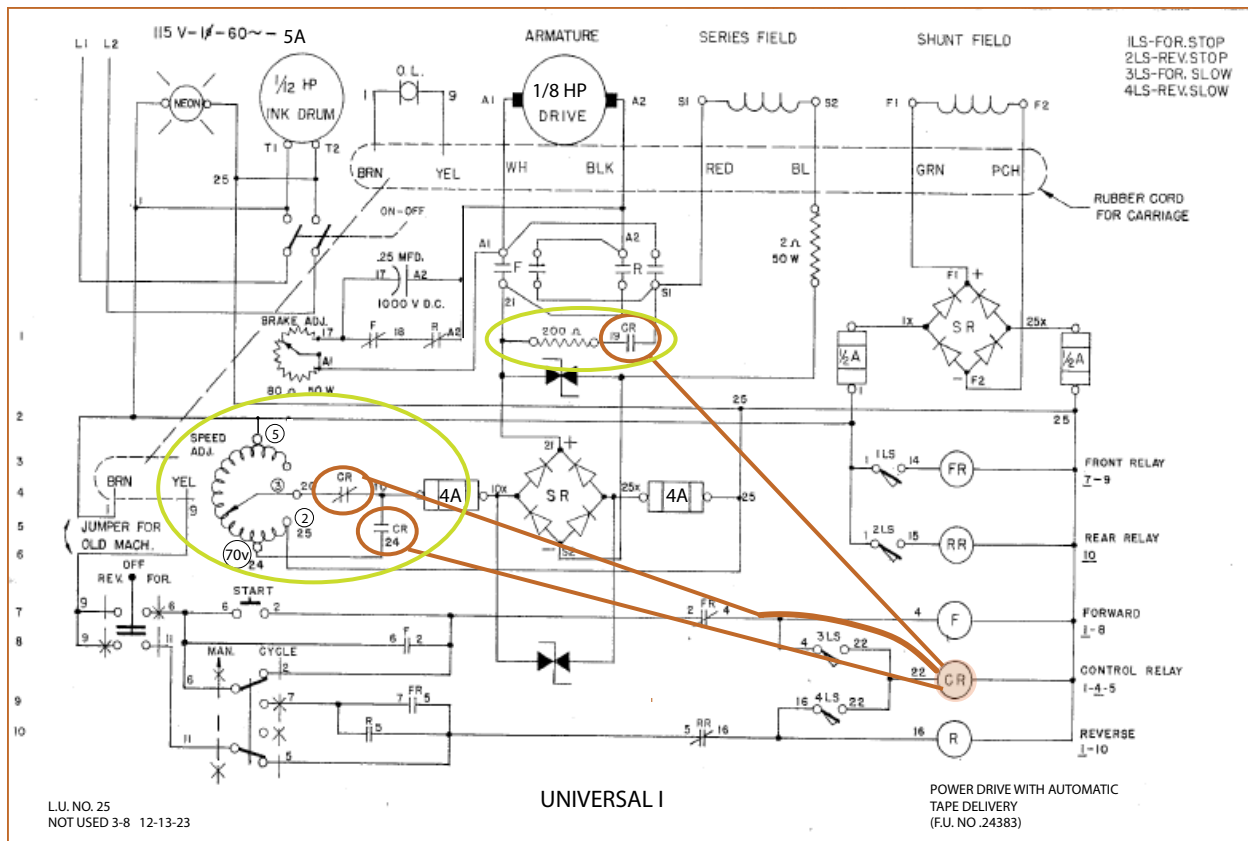 115 V-1ø-60~- 5A
ARMATURE
SERIES FIELD
SHUNT FIELD
1LS-FOR.STOP
2LS-REV.STOP
3LS-FOR. SLOW
4LS-REV.SLOW
L1 L2
NEON
1/12 HP
INK DRUM
T1 T2
O.L.
1 9
A1 1/8 HP A2
DRIVE
S1 S2
F1 F2
BRN YEL WH BLK RED BL GRN PCH
RUBBER CORD
FOR CARRIAGE
25
1
ON-OFF
.25 MFD.
17 A2
1000 V D.C.
A1 F A2 R
S1
21
2 Ω
50 W
F1 +
SR
- F2
1x 25x
½A ½A
1 25
BRAKE ADJ.
17 F 18 R A2
A1
80 Ω 50W
200 Ω 19 CR
1
2
3
4
5
6
7
8
9
10
SPEED
ADJ.
5
3
20 CR
2
25
70v
24
CR
24
4A 10x
21 +
SR
- S2
25x 4A 25
25
BRN YEL
1 9
JUMPER FOR
OLD MACH.
1 1LS 14 FR
FRONT RELAY
7-9
1 2LS 15 RR
REAR RELAY
10
OFF
REV. FOR.
9 6
9 11
START
6 2
6 F 2
2 FR 4
4 F
FORWARD
1-8
4 3LS 22
22 CR
CONTROL RELAY
1-4-5
16 4LS 22
MAN. CYCLE
6 2
7 7 FR 5
R 5
11 5
5 RR 16
16 R
REVERSE
1-10
L.U. NO. 25
NOT USED 3-8 12-13-23
UNIVERSAL I
POWER DRIVE WITH AUTOMATIC
TAPE DELIVERY
(F.U. NO .24383)